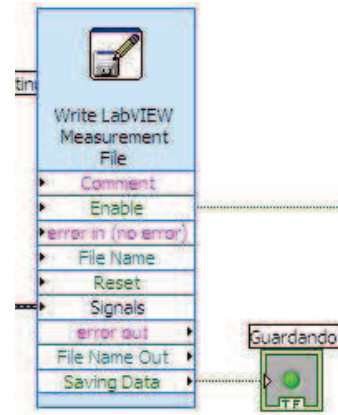 tin
Write LabVIEW
Measurement
File
Comment
Enable
error in (no error)
File Name
Reset
Signals
error out
File Name Out
Saving Data
Guardando
TF